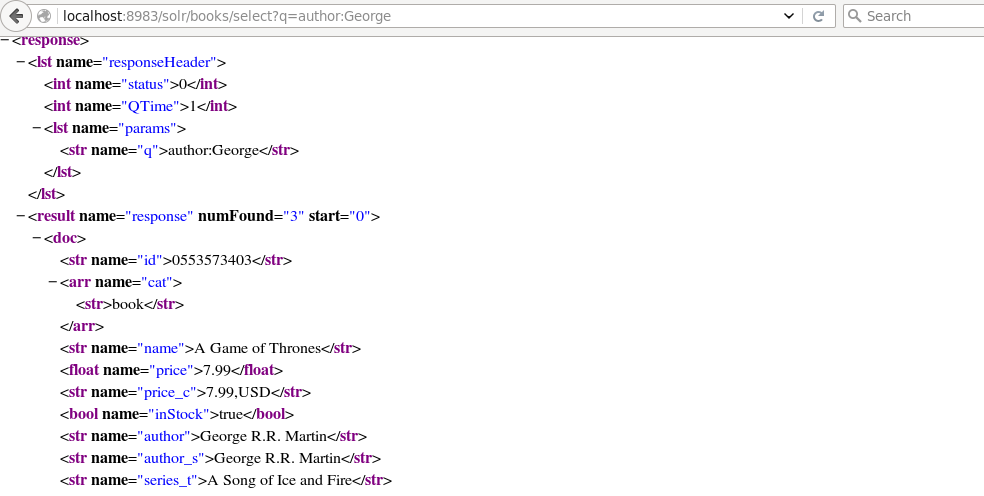 localhost:8983/solr/books/select?q=author:George
Search
−<response>
−<lst name="responseHeader">
<int name="status">0</int>
<int name="QTime">1</int>
−<lst name="params">
<str name="q">author:George</str>
</lst>
</lst>
−<result name="response" numFound="3" start="0">
−<doc>
<str name="id">0553573403</str>
−<arr name="cat">
<str>book</str>
</arr>
<str name="name">A Game of Thrones</str>
<float name="price">7.99</float>
<str name="price_c">7.99,USD</str>
<bool name="inStock">true</bool>
<str name="author">George R.R. Martin</str>
<str name="author_s">George R.R. Martin</str>
<str name="series_t">A Song of Ice and Fire</str>